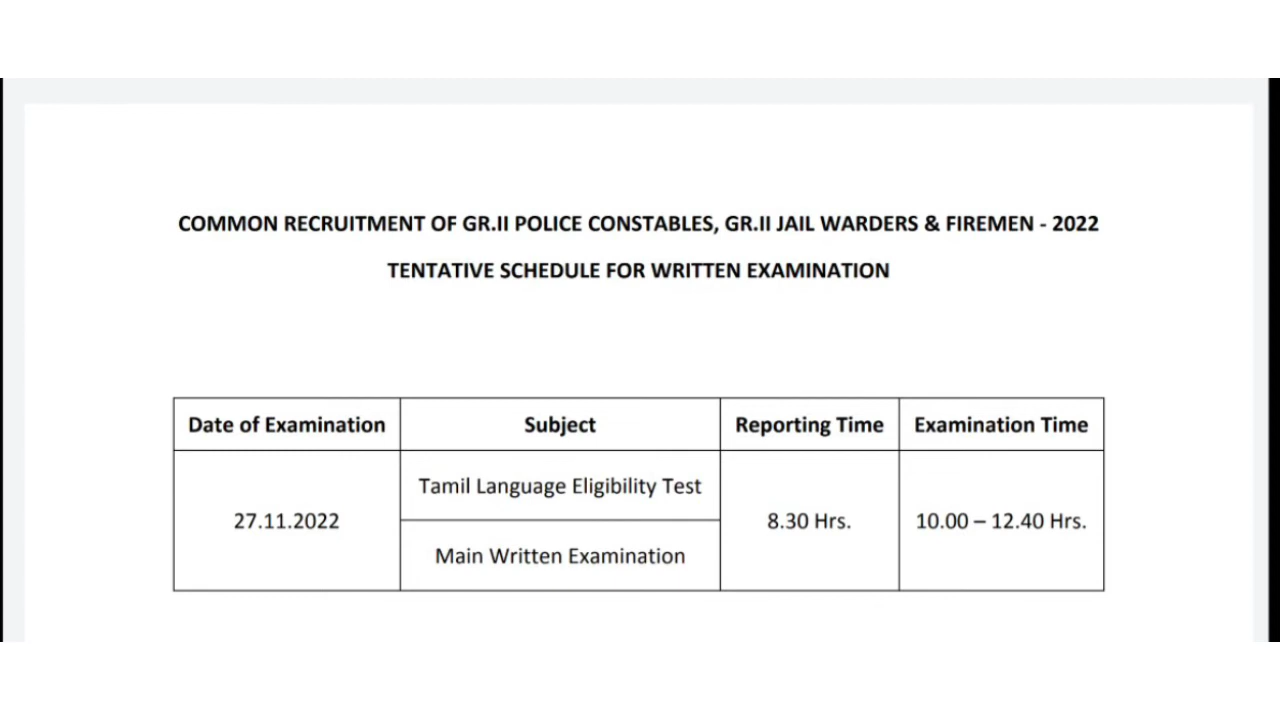 COMMON RECRUITMENT OF GR.II POLICE CONSTABLES, GR.II JAIL WARDERS & FIREMEN - 2022
TENTATIVE SCHEDULE FOR WRITTEN EXAMINATION
Date of Examination Subject Reporting Time Examination Time
Tamil Language Eligibility Test
27.11.2022 8.30 Hrs. 10.00 – 12.40 Hrs.
Main Written Examination